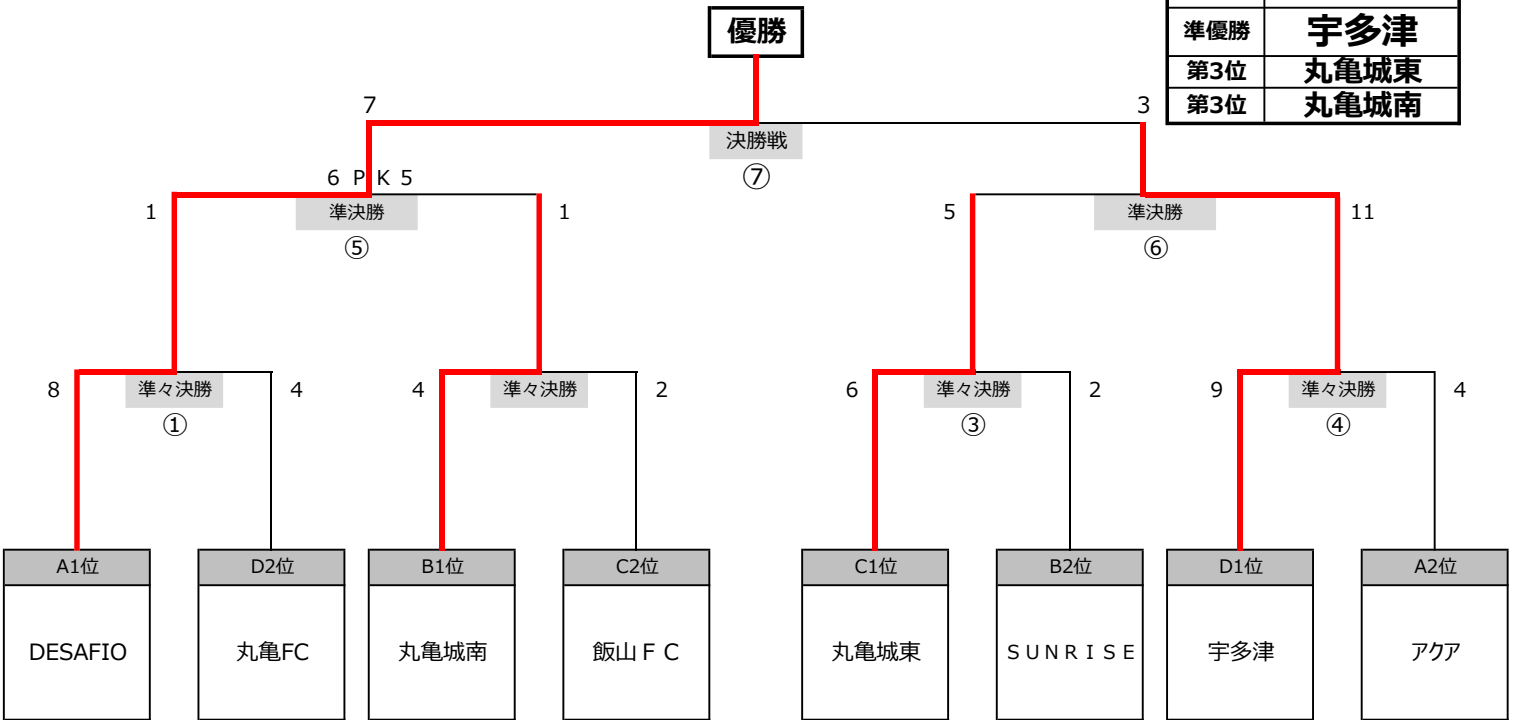 優勝
準優勝 宇多津
第3位 丸亀城東
第3位 丸亀城南
7 3
決勝戦
⑦
6 P K 5
1 準決勝 1 5 準決勝 11
⑤ ⑥
8 準々決勝 4 4 準々決勝 2 6 準々決勝 2 9 準々決勝 4
① ③ ④
A1位 D2位 B1位 C2位 C1位 B2位 D1位 A2位
DESAFIO 丸亀FC 丸亀城南 飯山ＦＣ 丸亀城東 ＳＵＮＲＩＳＥ 宇多津 アクア